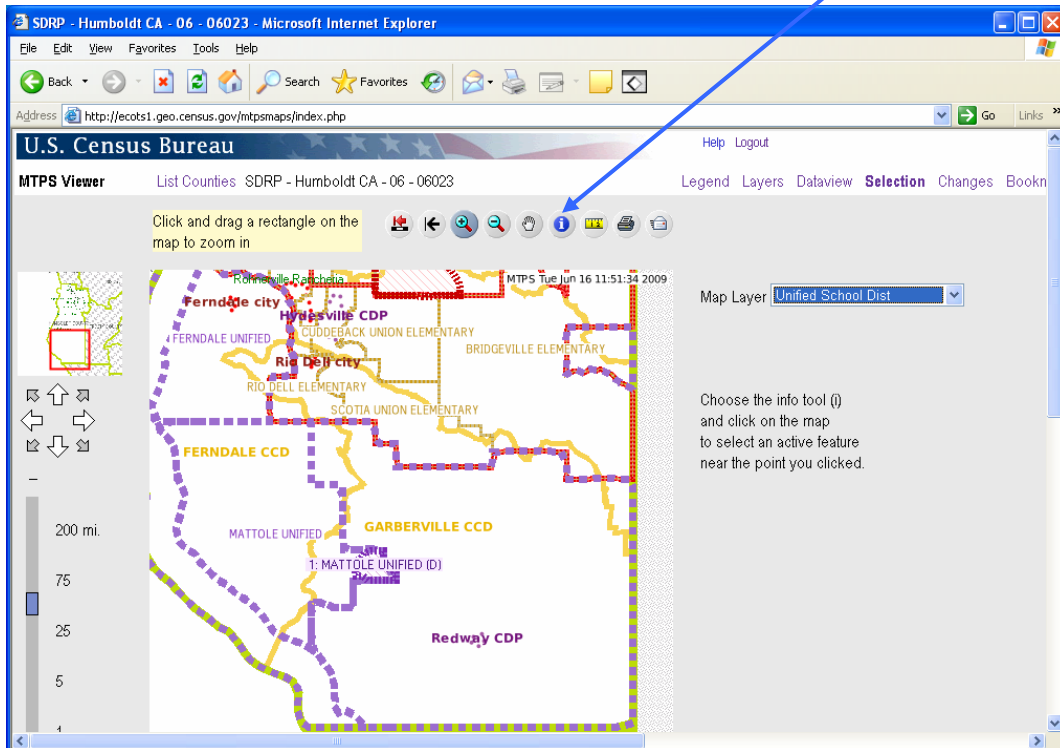 SDRP - Humboldt CA - 06 - 06023 - Microsoft Internet Explorer
File Edit View Favorites Tools Help
Back Search Favorites
Address http://ecots1.geo.census.gov/mtpsmaps/index.php Go Links »
U.S. Census Bureau Help Logout
MTPS Viewer List Counties SDRP - Humboldt CA - 06 - 06023 Legend Layers Dataview Selection Changes Bookn
Click and drag a rectangle on the
map to zoom in
Rohnerville Rancheria MTPS Tue Jun 16 11:51:34 2009
Map Layer Unified School Dist
Ferndale city
Hydesville CDP
FERNDALE UNIFIED CUDDEBACK UNION ELEMENTARY
BRIDGEVILLE ELEMENTARY
Rio Dell city
RIO DELL ELEMENTARY
SCOTIA UNION ELEMENTARY
Choose the info tool (i)
and click on the map
to select an active feature
near the point you clicked.
FERNDALE CCD
GARBERVILLE CCD
MATTOLE UNIFIED
1: MATTOLE UNIFIED (D)
Redway CDP
200 mi.
75
25
5
1